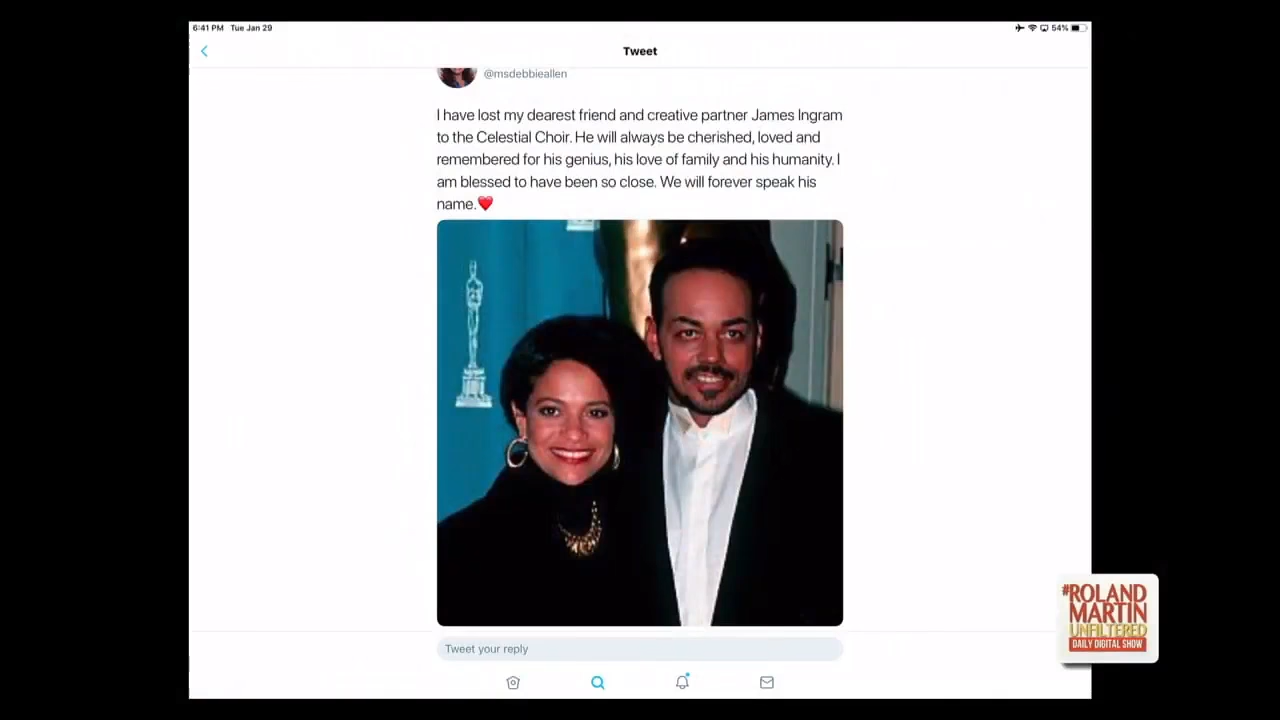 6:41 PM Tue Jan 29
54%
Tweet
@msdebbieallen
I have lost my dearest friend and creative partner James Ingram
to the Celestial Choir. He will always be cherished, loved and
remembered for his genius, his love of family and his humanity. I
am blessed to have been so close. We will forever speak his
name.❤️
#ROLAND
MARTIN
UNFILTERED
DAILY DIGITAL SHOW
Tweet your reply